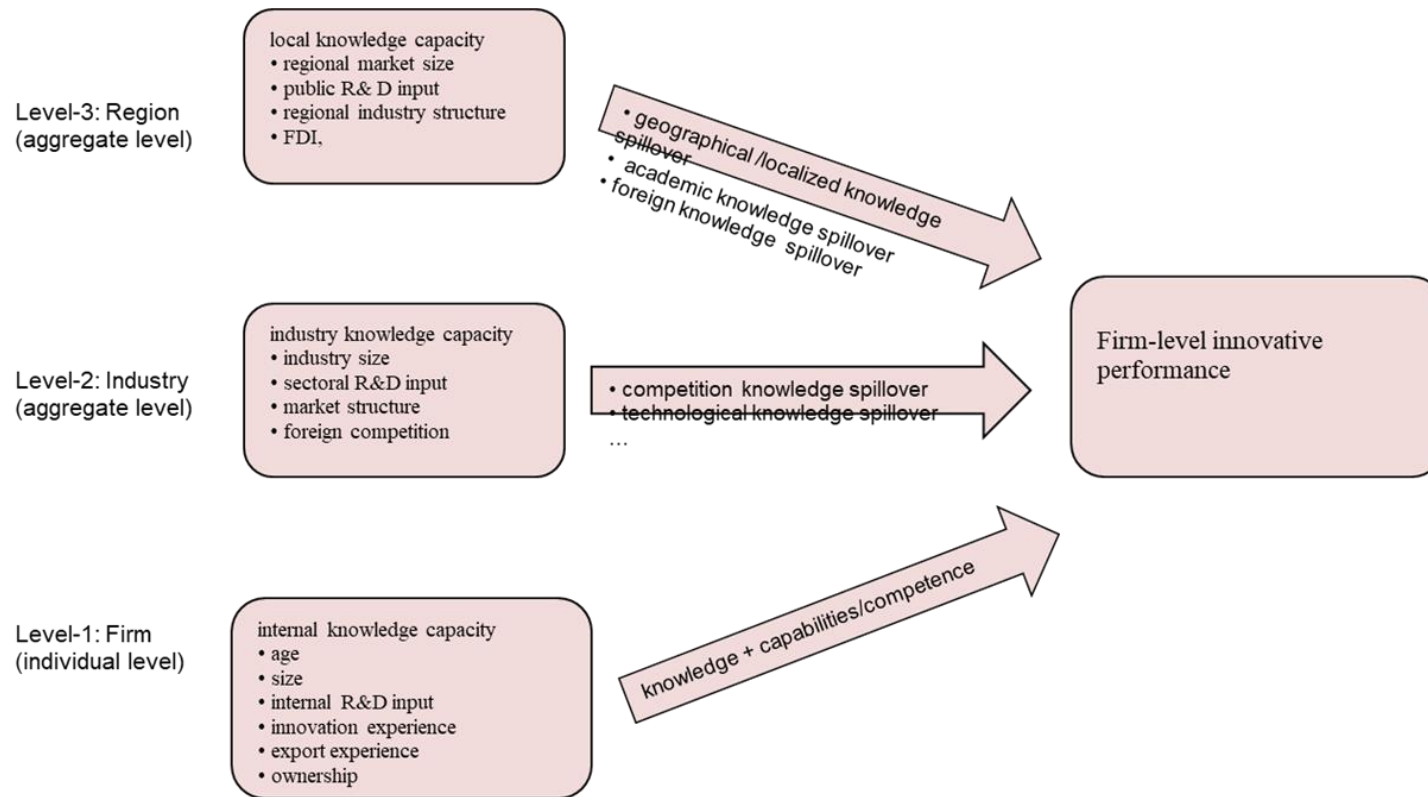 Level-3: Region
(aggregate level)
local knowledge capacity
• regional market size
• public R& D input
• regional industry structure
• FDI,
• geographical /localized knowledge
spillover
• academic knowledge spillover
• foreign knowledge spillover
Level-2: Industry
(aggregate level)
industry knowledge capacity
• industry size
• sectoral R&D input
• market structure
• foreign competition
• competition knowledge spillover
• technological knowledge spillover
…
Firm-level innovative
performance
Level-1: Firm
(individual level)
internal knowledge capacity
• age
• size
• internal R&D input
• innovation experience
• export experience
• ownership
knowledge + capabilities/competence